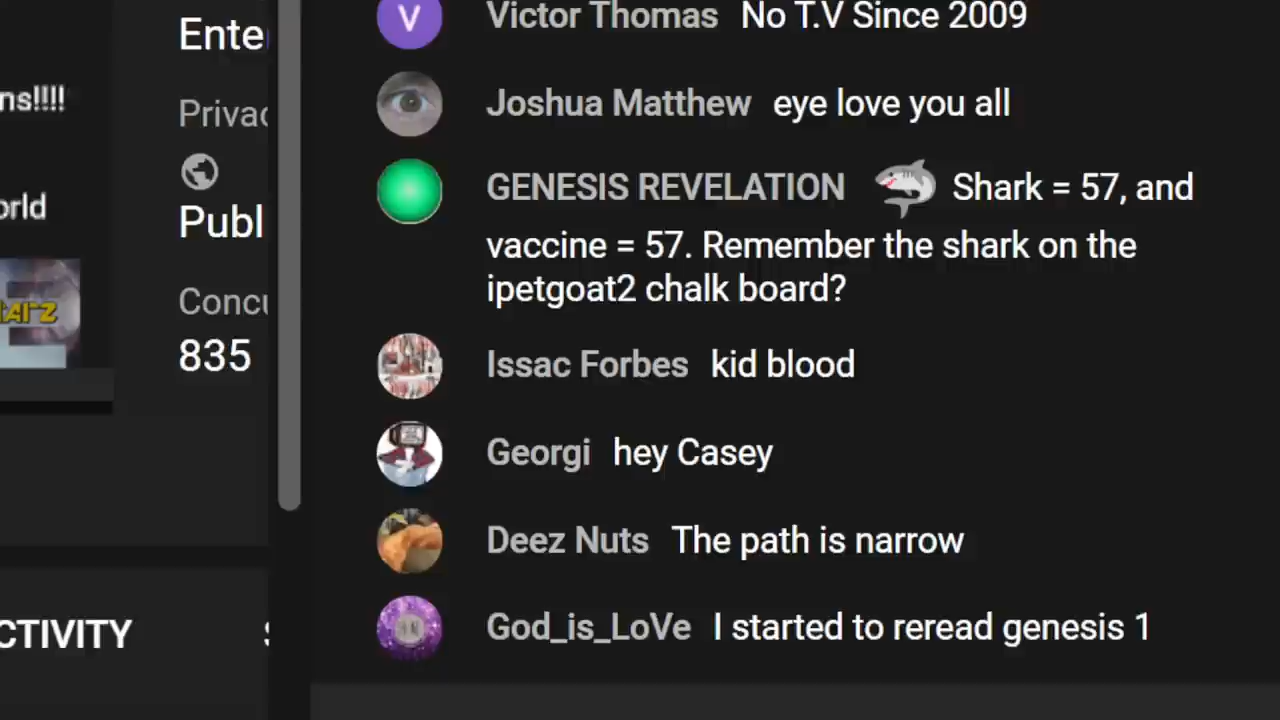 ns!!!!
orld
Ente
Privac
Publ
Concu
835
CTIVITY
Victor Thomas No T.V Since 2009
Joshua Matthew eye love you all
GENESIS REVELATION 🦈 Shark = 57, and
vaccine = 57. Remember the shark on the
ipetgoat2 chalk board?
Issac Forbes kid blood
Georgi hey Casey
Deez Nuts The path is narrow
God_is_LoVe I started to reread genesis 1
V